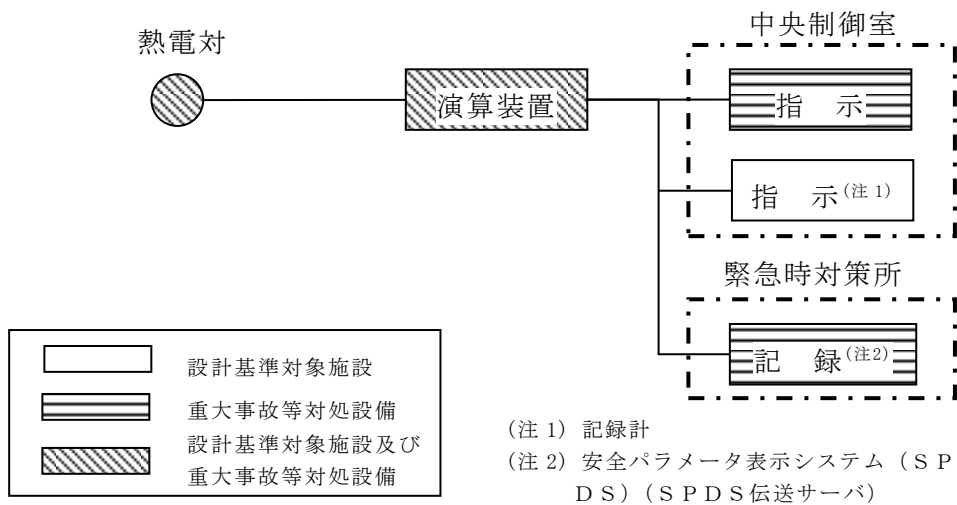 中央制御室
熱電対
演算装置
指　示
指　示(注 1)
緊急時対策所
記　録(注2)
設計基準対象施設
重大事故等対処設備
設計基準対象施設及び
重大事故等対処設備
(注 1) 記録計
(注 2) 安全パラメータ表示システム（ＳＰ
ＤＳ）（ＳＰＤＳ伝送サーバ）